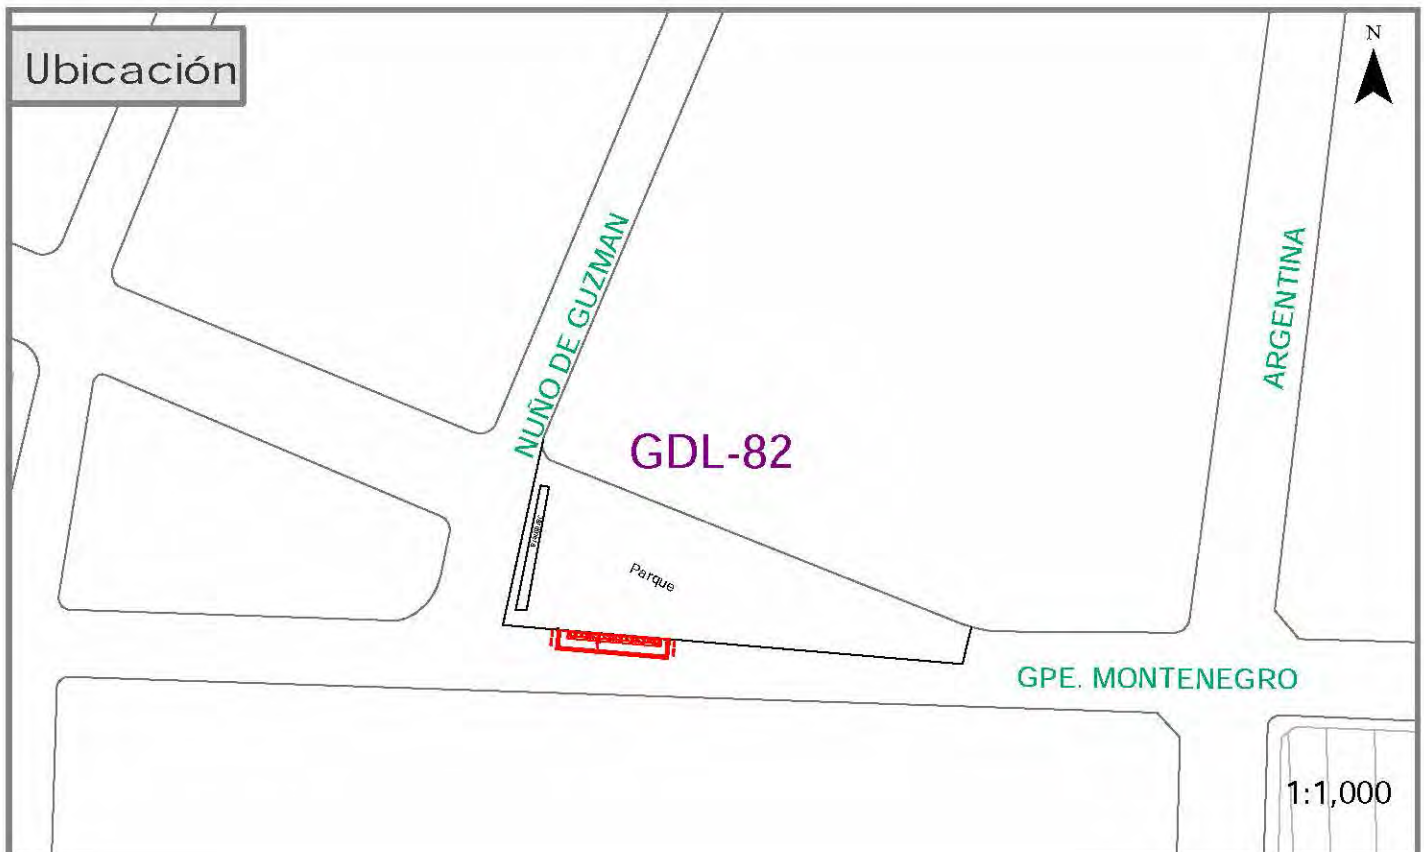 Ubicación
N
NUÑO DE GUZMAN
ARGENTINA
GDL-82
Parque
GPE. MONTENEGRO
1:1,000